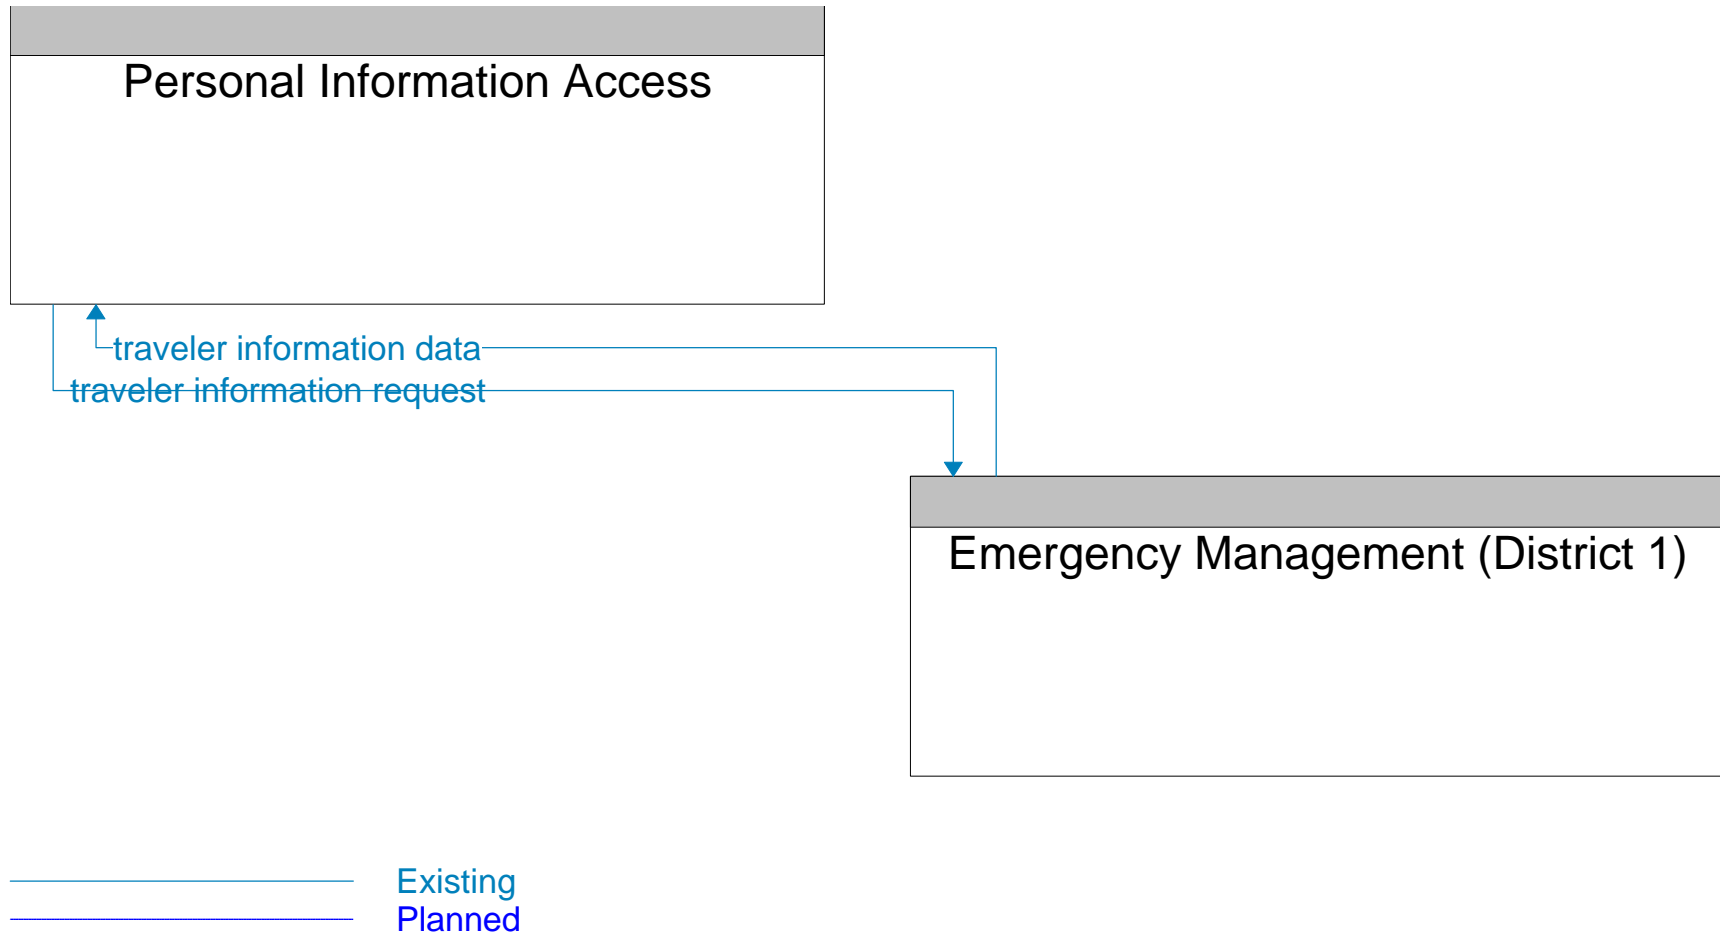 Personal Information Access
traveler information data
traveler information request
Emergency Management (District 1)
Existing
Planned